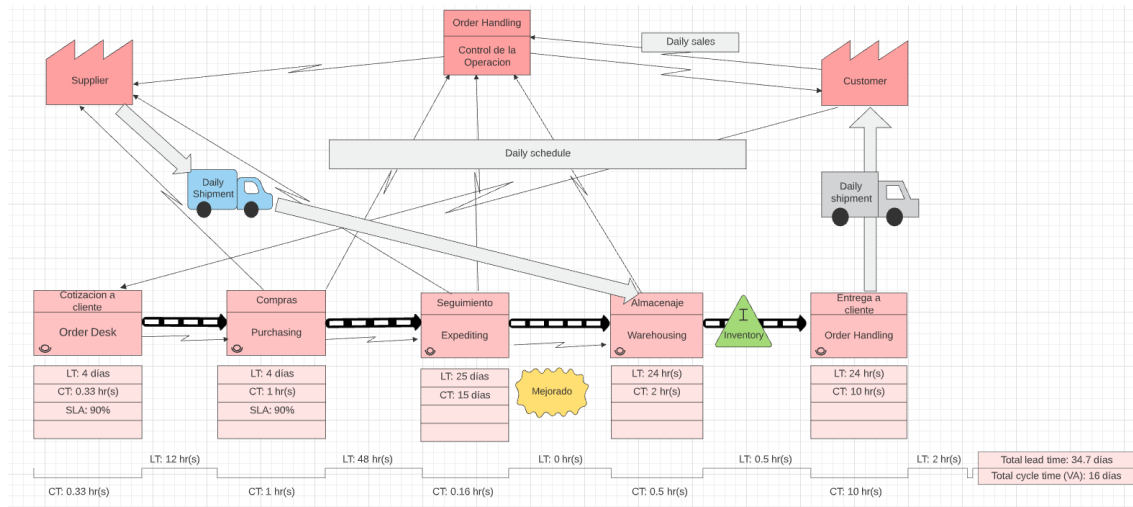 Order Handling
Control de la
Operacion
Daily sales
Supplier
Customer
Daily schedule
Daily
Shipment
Daily
shipment
Cotizacion a
cliente
Order Desk
Compras
Purchasing
Seguimiento
Expediting
Almacenaje
Warehousing
I
Inventory
Entrega a
cliente
Order Handling
LT: 4 días
CT: 0.33 hr(s)
SLA: 90%
LT: 4 días
CT: 1 hr(s)
SLA: 90%
LT: 25 días
CT: 15 días
Mejorado
LT: 24 hr(s)
CT: 2 hr(s)
LT: 24 hr(s)
CT: 10 hr(s)
LT: 12 hr(s)
LT: 48 hr(s)
LT: 0 hr(s)
LT: 0.5 hr(s)
LT: 2 hr(s)
CT: 0.33 hr(s)
CT: 1 hr(s)
CT: 0.16 hr(s)
CT: 0.5 hr(s)
CT: 10 hr(s)
Total lead time: 34.7 días
Total cycle time (VA): 16 días